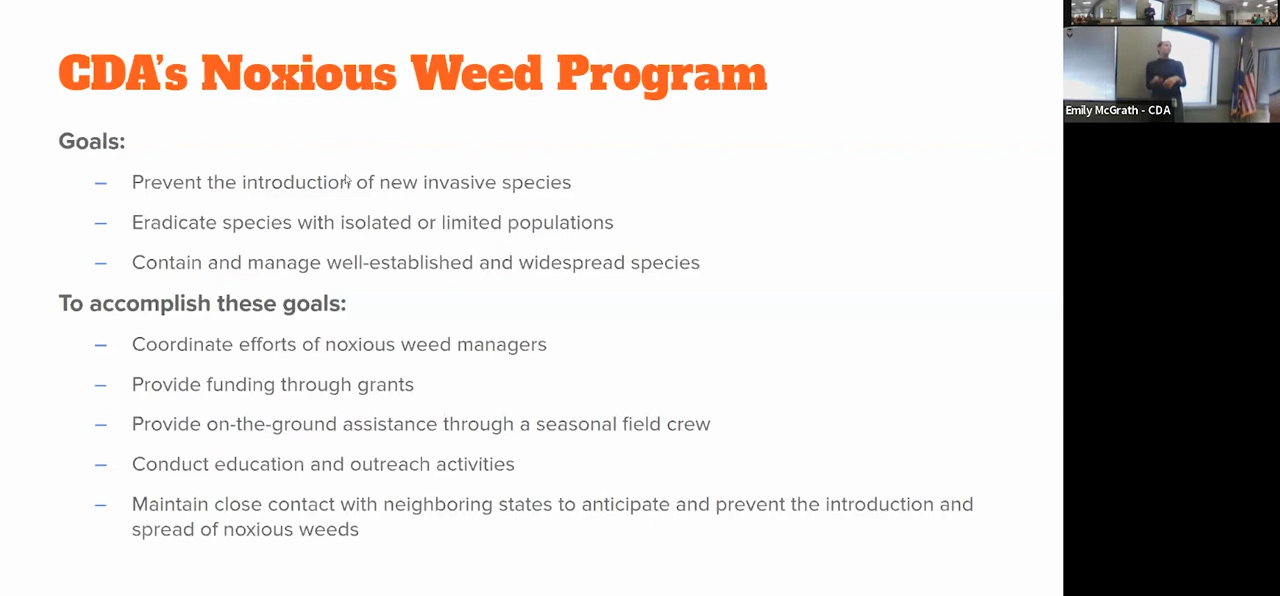 CDA's Noxious Weed Program
Goals:
– Prevent the introduction of new invasive species
– Eradicate species with isolated or limited populations
– Contain and manage well-established and widespread species
To accomplish these goals:
– Coordinate efforts of noxious weed managers
– Provide funding through grants
– Provide on-the-ground assistance through a seasonal field crew
– Conduct education and outreach activities
– Maintain close contact with neighboring states to anticipate and prevent the introduction and
spread of noxious weeds
Emily McGrath - CDA